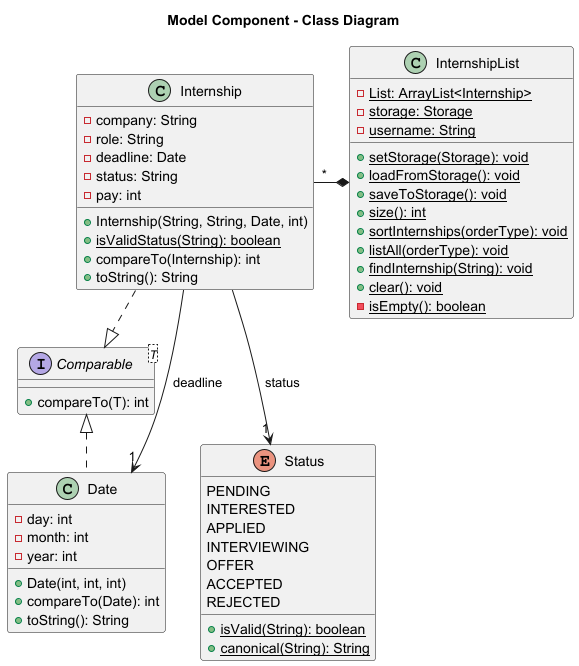 Model Component - Class Diagram
C Internship
company: String
role: String
deadline: Date
status: String
pay: int
Internship(String, String, Date, int)
isValidStatus(String): boolean
compareTo(Internship): int
toString(): String
C InternshipList
List: ArrayList<Internship>
storage: Storage
username: String
setStorage(Storage): void
loadFromStorage(): void
saveToStorage(): void
size(): int
sortInternships(orderType): void
listAll(orderType): void
findInternship(String): void
clear(): void
isEmpty(): boolean
*
I Comparable T
compareTo(T): int
deadline
1
status
1
C Date
day: int
month: int
year: int
Date(int, int, int)
compareTo(Date): int
toString(): String
E Status
PENDING
INTERESTED
APPLIED
INTERVIEWING
OFFER
ACCEPTED
REJECTED
isValid(String): boolean
canonical(String): String